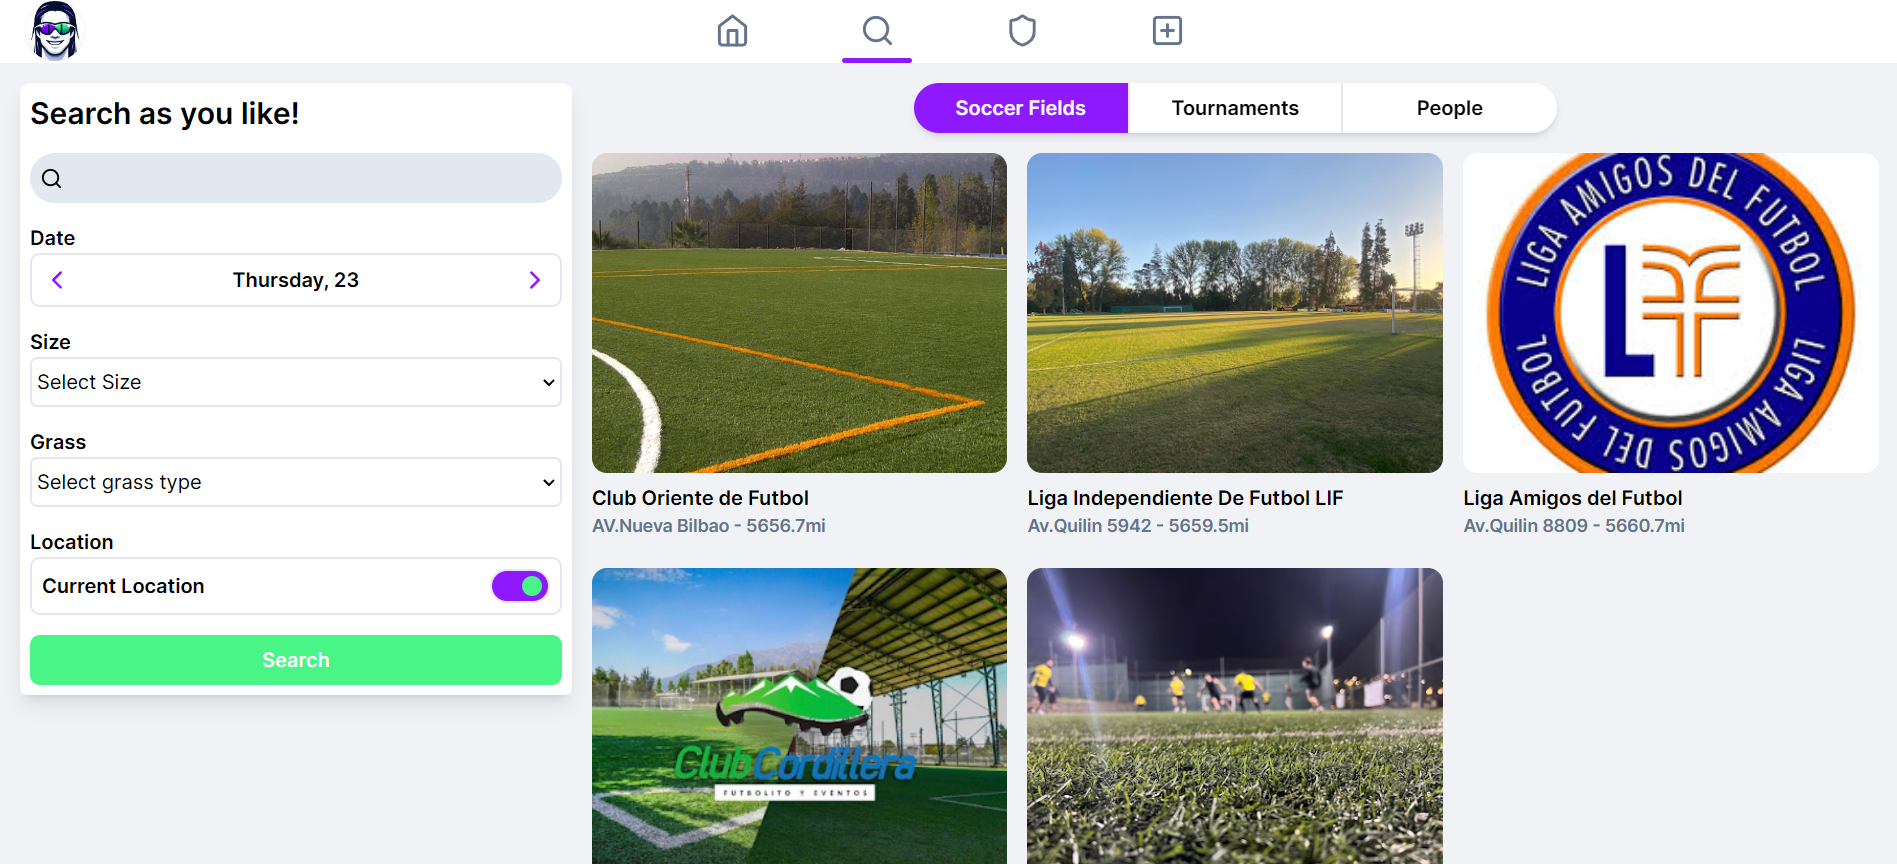 Search as you like!
Date
Thursday, 23
Size
Select Size
Grass
Select grass type
Location
Current Location
Search
Soccer Fields
Tournaments
People
LIGA AMIGOS DEL FUTBOL
LF
LIGA AMIGOS DEL FUTBOL
Club Oriente de Futbol
AV.Nueva Bilbao - 5656.7mi
Liga Independiente De Futbol LIF
Av.Quilin 5942 - 5659.5mi
Liga Amigos del Futbol
Av.Quilin 8809 - 5660.7mi
ClubCordillera
FUTBOLITO Y EVENTOS